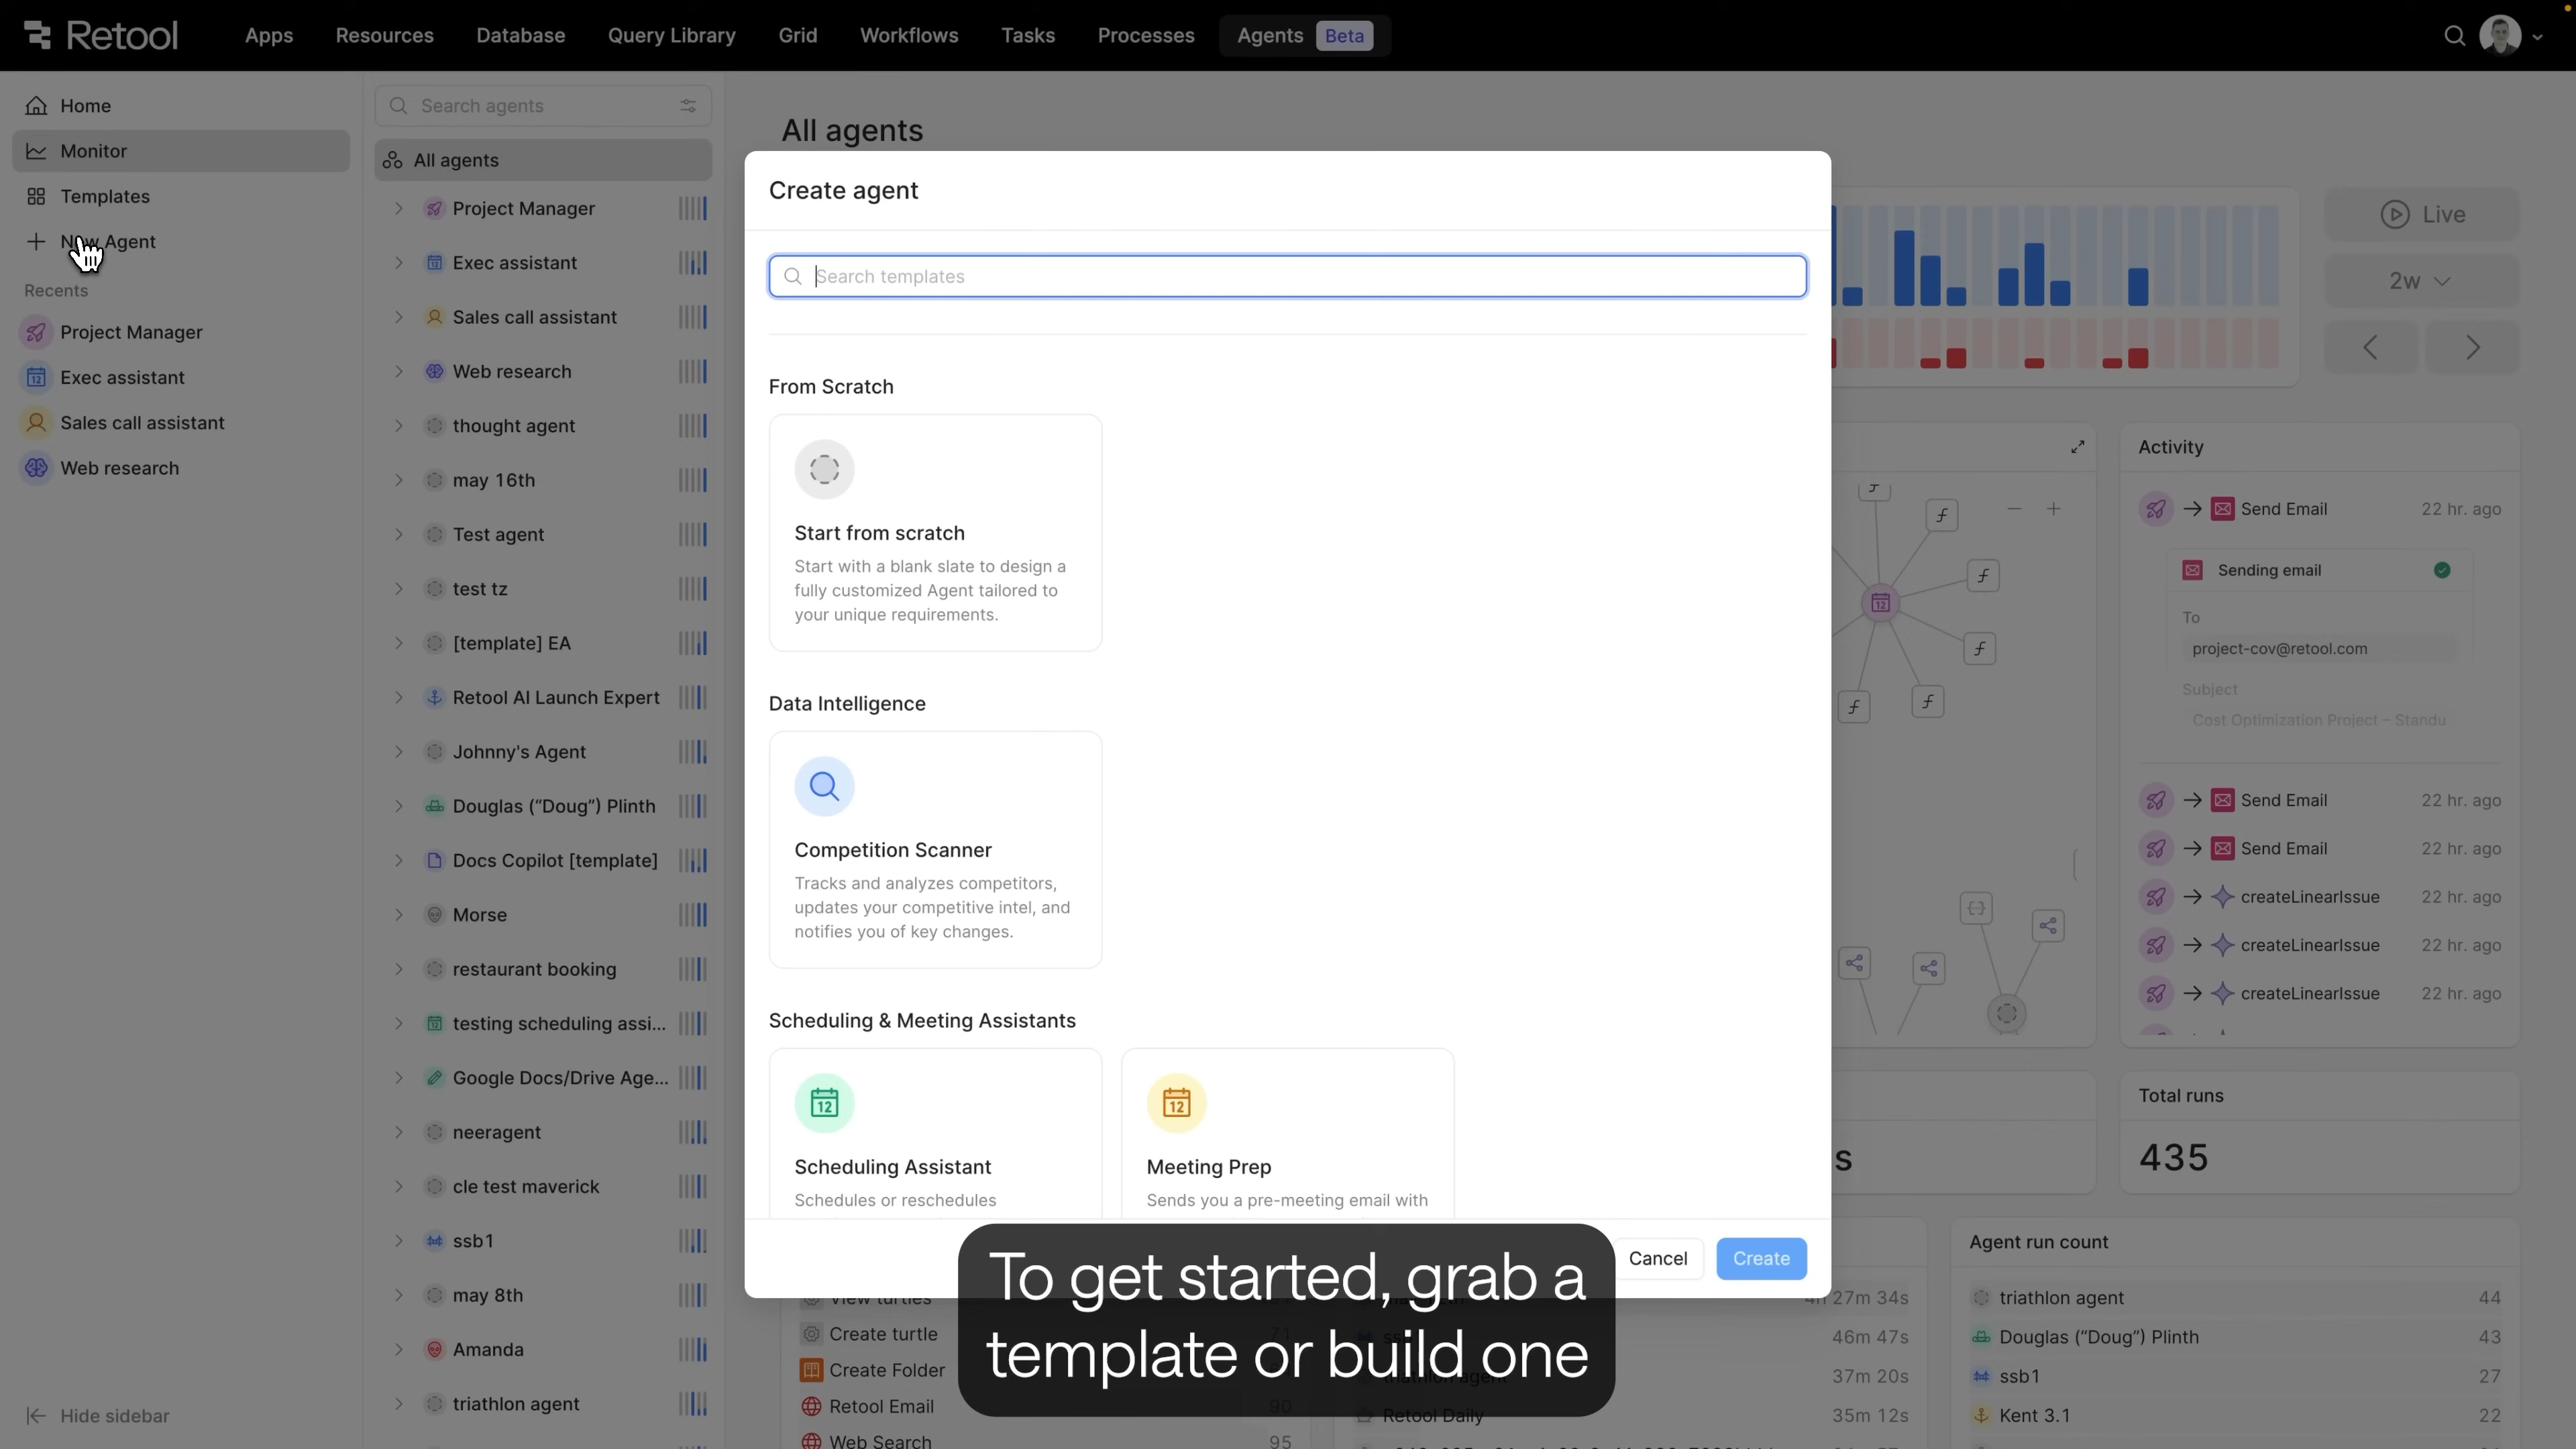 Retool
Apps
Resources
Database
Query Library
Grid
Workflows
Tasks
Processes
Agents Beta
Home
Monitor
Templates
New Agent
Recents
Project Manager
Exec assistant
Sales call assistant
Web research
Hide sidebar
Search agents
All agents
Project Manager
Exec assistant
Sales call assistant
Web research
thought agent
may 16th
Test agent
test tz
[template] EA
Retool AI Launch Expert
Johnny's Agent
Douglas (“Doug”) Plinth
Docs Copilot [template]
Morse
restaurant booking
testing scheduling assi...
Google Docs/Drive Age...
neeragent
cle test maverick
ssb1
may 8th
Amanda
triathlon agent
All agents
Create agent
Search templates
From Scratch
Start from scratch
Start with a blank slate to design a
fully customized Agent tailored to
your unique requirements.
Data Intelligence
Competition Scanner
Tracks and analyzes competitors,
updates your competitive intel, and
notifies you of key changes.
Scheduling & Meeting Assistants
12
Scheduling Assistant
Schedules or reschedules
12
Meeting Prep
Sends you a pre-meeting email with
Cancel
Create
To get started, grab a
template or build one
View turtles
Create turtle
71
Create Folder
Retool Email
90
Web Search
95
triathlon agent
Retool Daily
4h 27m 34s
46m 47s
37m 20s
35m 12s
Live
2w
Activity
Send Email 22 hr. ago
Sending email
To
project-cov@retool.com
Subject
Cost Optimization Project – Standu
Send Email 22 hr. ago
Send Email 22 hr. ago
createLinearIssue 22 hr. ago
createLinearIssue 22 hr. ago
createLinearIssue 22 hr. ago
s
Total runs
435
Agent run count
triathlon agent 44
Douglas (“Doug”) Plinth 43
ssb1 27
Kent 3.1 22